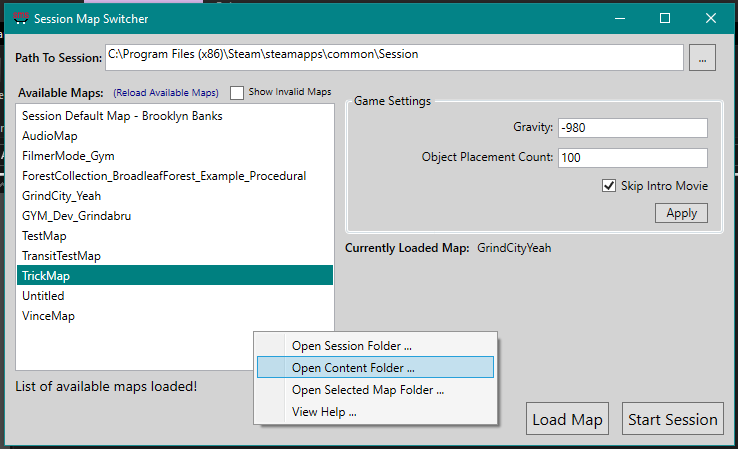 Session Map Switcher
Path To Session: C:\Program Files (x86)\Steam\steamapps\common\Session ...
Available Maps: (Reload Available Maps) Show Invalid Maps
Session Default Map - Brooklyn Banks
AudioMap
FilmerMode_Gym
ForestCollection_BroadleafForest_Example_Procedural
GrindCity_Yeah
GYM_Dev_Grindabru
TestMap
TransitTestMap
TrickMap
Untitled
VinceMap
Game Settings
Gravity: -980
Object Placement Count: 100
Skip Intro Movie
Apply
Currently Loaded Map: GrindCityYeah
Open Session Folder ...
Open Content Folder ...
Open Selected Map Folder ...
View Help ...
List of available maps loaded!
Load Map
Start Session